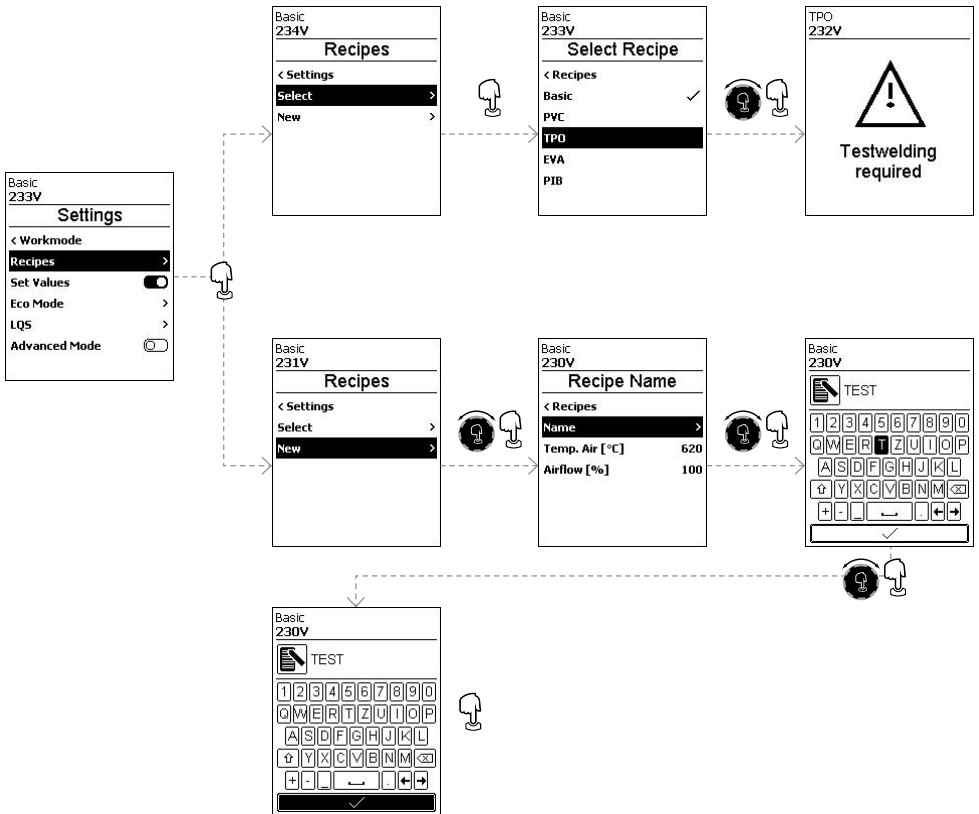 Basic
234V
Recipes
< Settings
Select >
New >
Basic
233V
Select Recipe
< Recipes
Basic ✓
PVC
TPO
EVA
PIB
TPO
232V
Testwelding
required
Basic
233V
Settings
< Workmode
Recipes >
Set Values
Eco Mode >
LQS >
Advanced Mode
Basic
231V
Recipes
< Settings
Select >
New >
Basic
230V
Recipe Name
< Recipes
Name >
Temp. Air [°C] 620
Airflow [%] 100
Basic
230V
TEST
1 2 3 4 5 6 7 8 9 0
Q W E R T Z U I O P
A S D F G H J K L
⇧ Y X C V B N M ⌫
+ - _ ⎵ . ← →
✓
Basic
230V
TEST
1 2 3 4 5 6 7 8 9 0
Q W E R T Z U I O P
A S D F G H J K L
⇧ Y X C V B N M ⌫
+ - _ ⎵ . ← →
✓